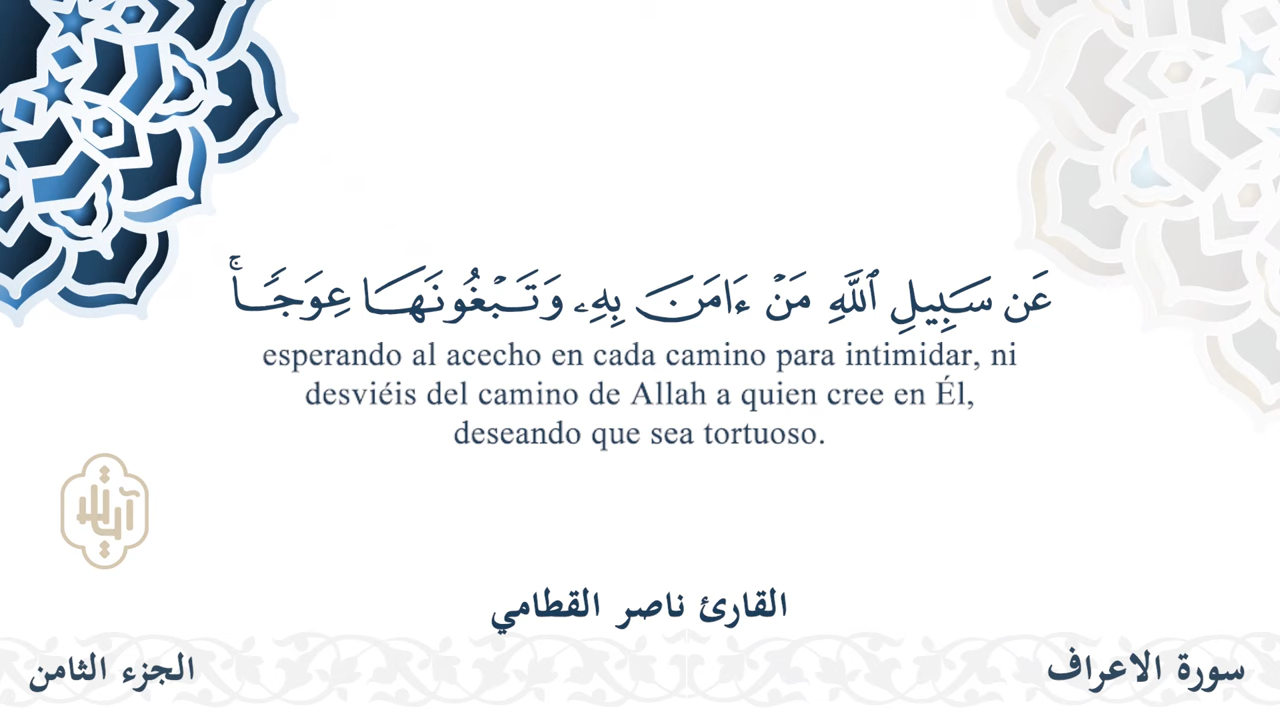 عَن سَبِيلِ ٱللَّهِ مَنۡ ءَامَنَ بِهِۦ وَتَبۡغُونَهَا عِوَجٗاۚ
esperando al acecho en cada camino para intimidar, ni
desviéis del camino de Allah a quien cree en Él,
deseando que sea tortuoso.
القارئ ناصر القطامي
سورة الاعراف
الجزء الثامن